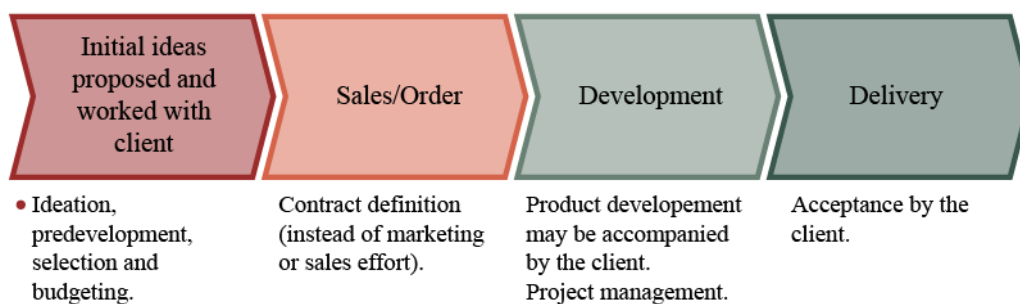 Initial ideas
proposed and
worked with
client
Sales/Order
Development
Delivery
• Ideation,
predevelopment,
selection and
budgeting.
Contract definition
(instead of marketing
or sales effort).
Product developement
may be accompanied
by the client.
Project management.
Acceptance by the
client.